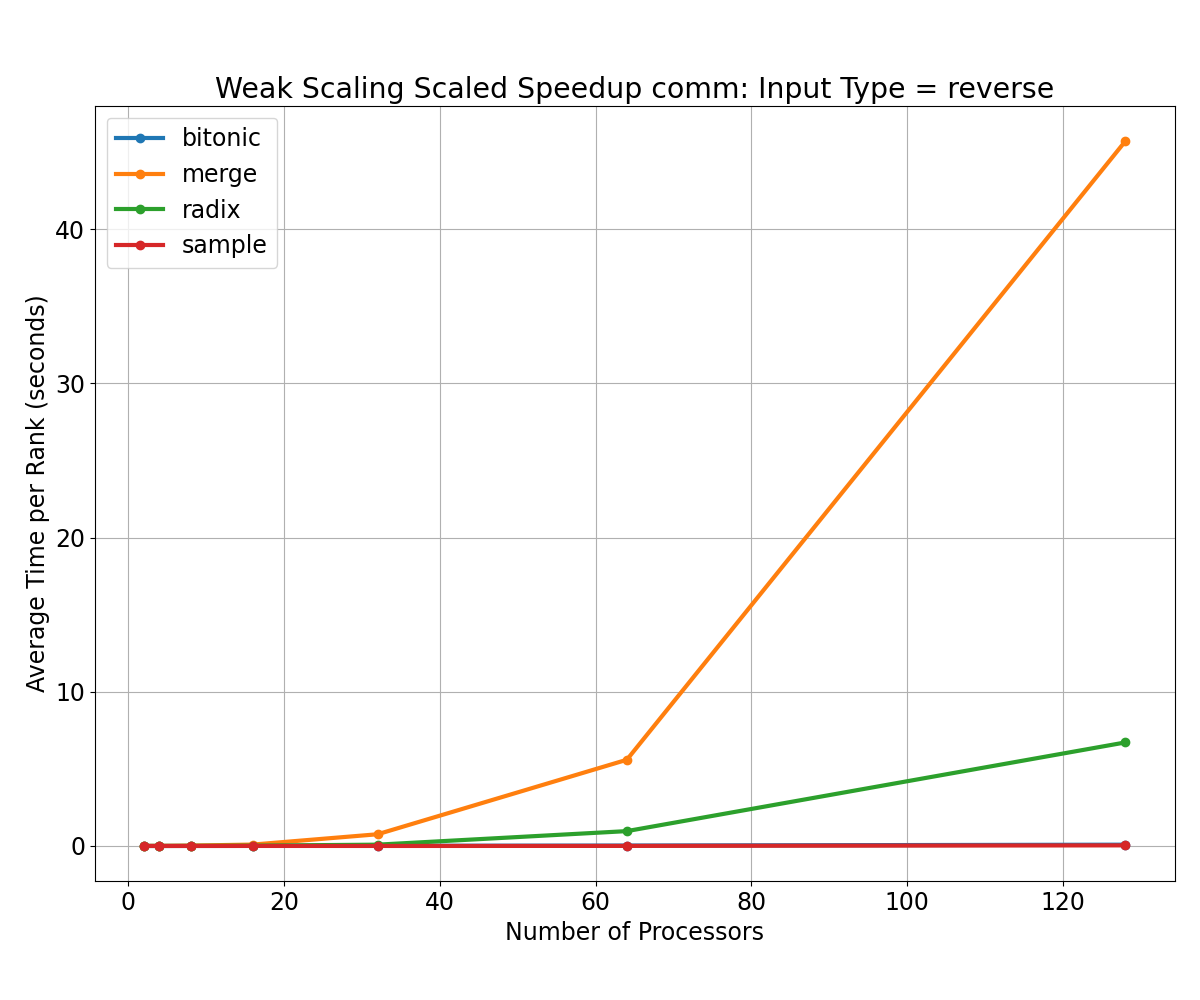 Weak Scaling Scaled Speedup comm: Input Type = reverse
bitonic
merge
radix
sample
Average Time per Rank (seconds)
40
30
20
10
0
0 20 40 60 80 100 120
Number of Processors